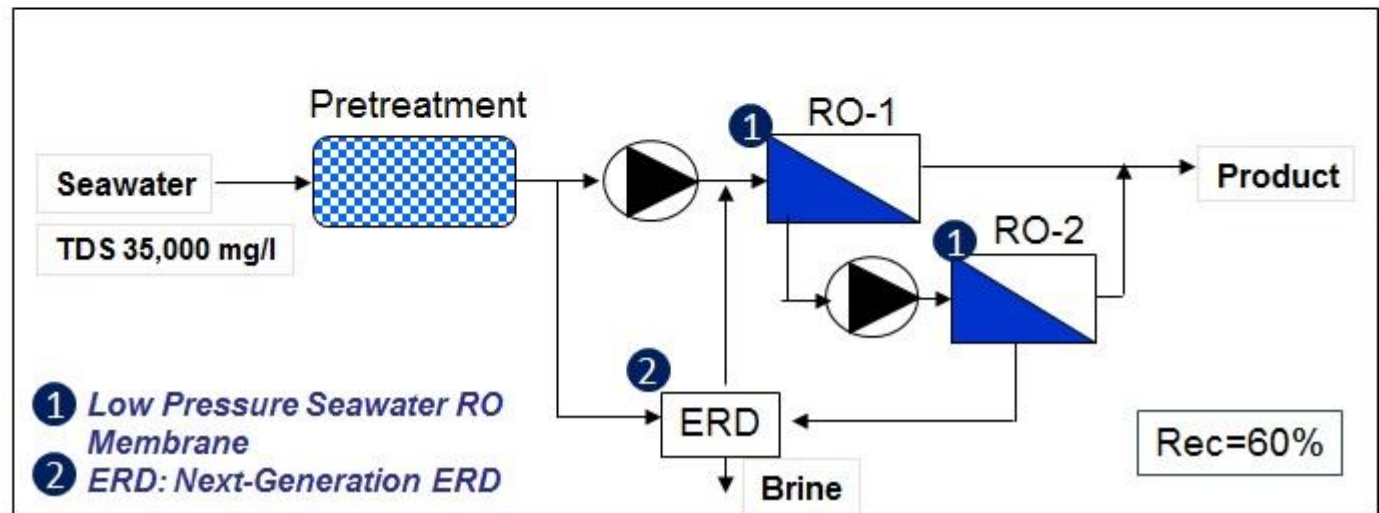 Pretreatment
1
RO-1
Seawater
Product
TDS 35,000 mg/l
1
RO-2
2
ERD
1 Low Pressure Seawater RO
Membrane
2 ERD: Next-Generation ERD
Brine
Rec=60%